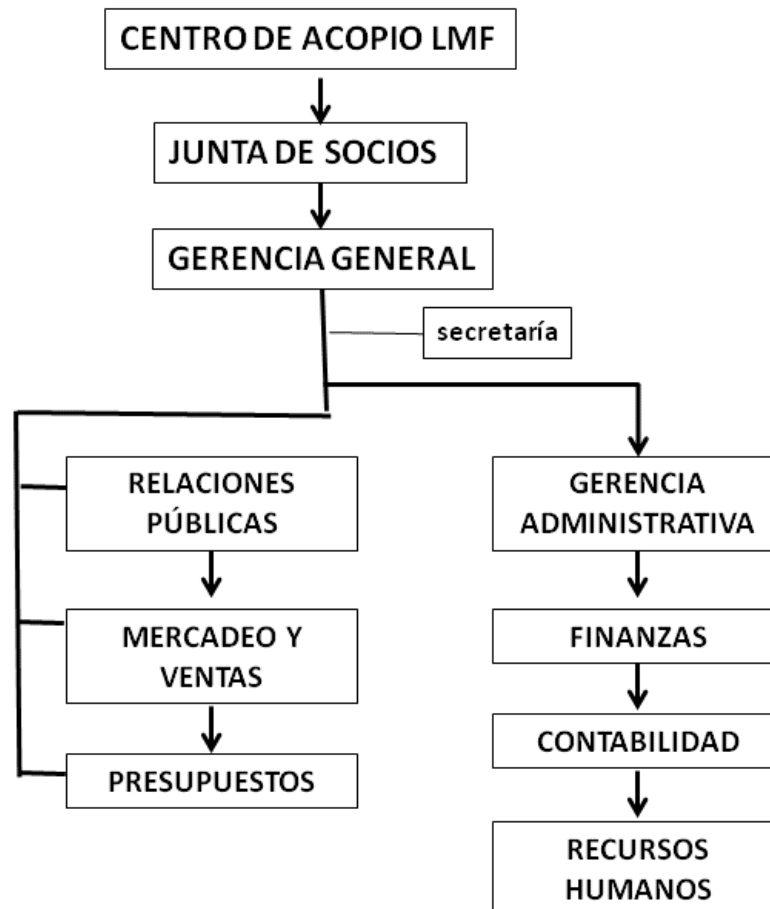 CENTRO DE ACOPIO LMF
JUNTA DE SOCIOS
GERENCIA GENERAL
secretaría
RELACIONES
PÚBLICAS
MERCADEO Y
VENTAS
PRESUPUESTOS
GERENCIA
ADMINISTRATIVA
FINANZAS
CONTABILIDAD
RECURSOS
HUMANOS